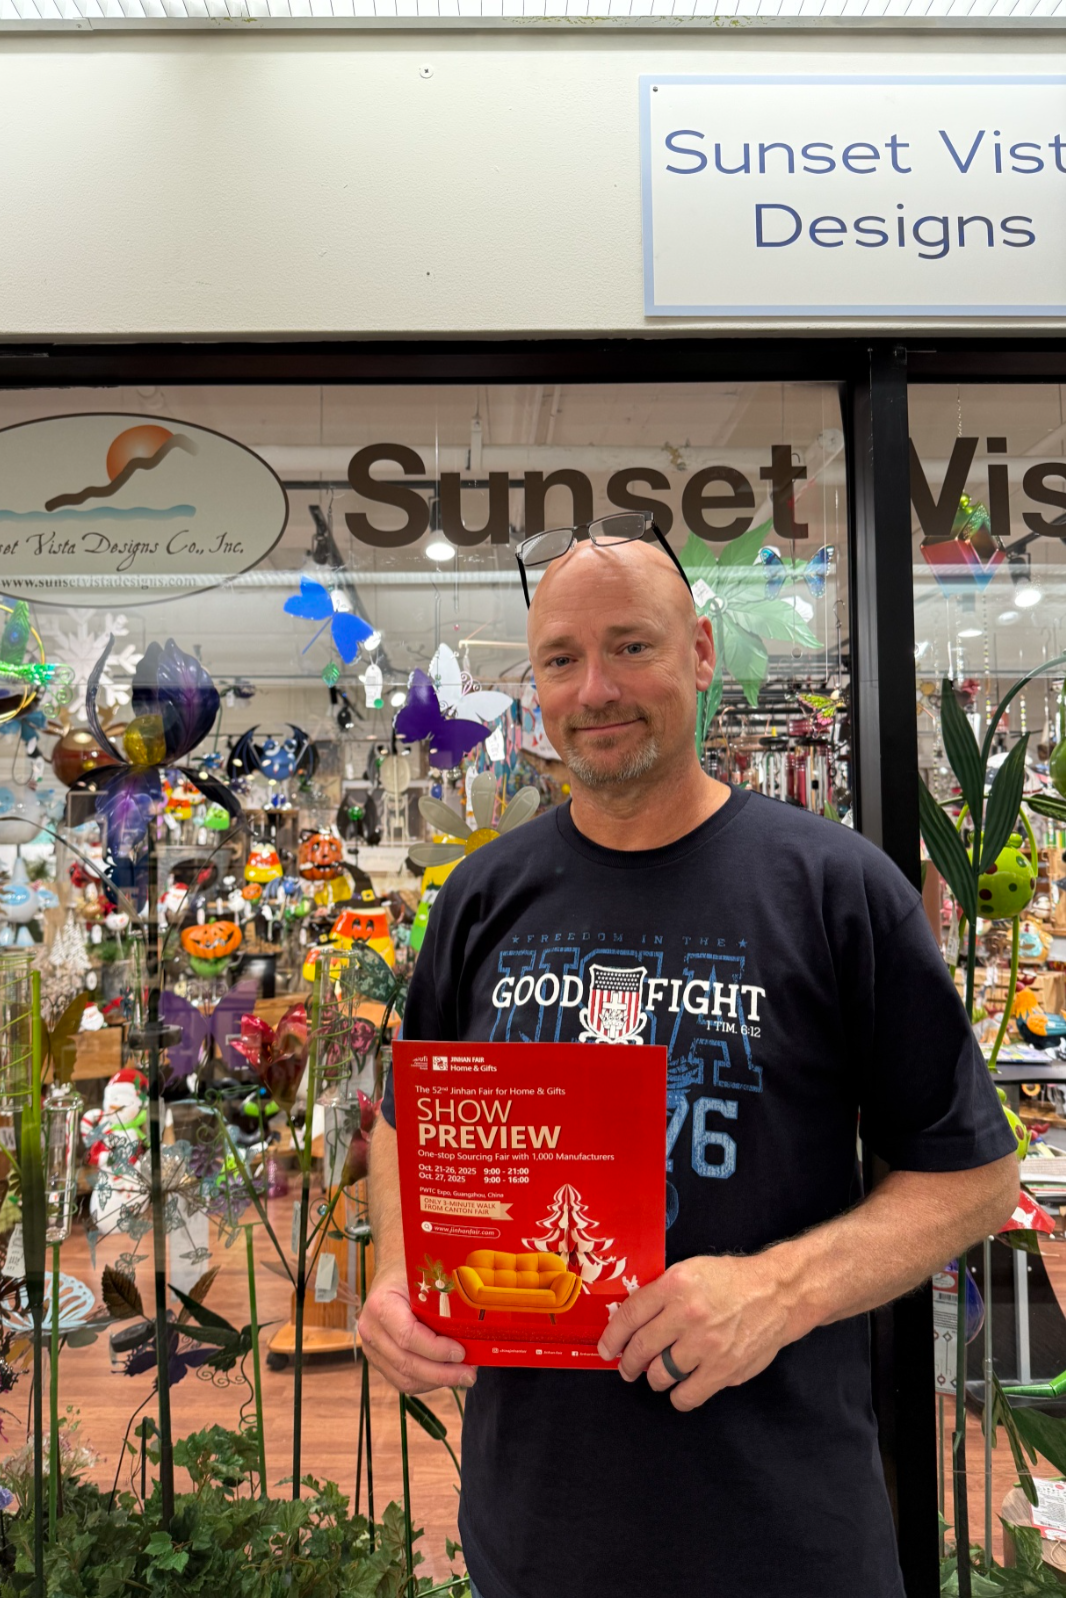 Sunset Vist
Designs
Sunset Vis
set Vista Designs Co., Inc.
www.sunsetvistadesigns.com
★ FREEDOM IN THE ★
USA
GOOD FIGHT
1 TIM. 6:12
76
JINHAN FAIR
Home & Gifts
The 52nd Jinhan Fair for Home & Gifts
SHOW
PREVIEW
One-stop Sourcing Fair with 1,000 Manufacturers
Oct. 21-26, 2025 9:00 - 21:00
Oct. 27, 2025 9:00 - 16:00
PWTC Expo, Guangzhou, China
ONLY 3-MINUTE WALK
FROM CANTON FAIR
www.jinhanfair.com